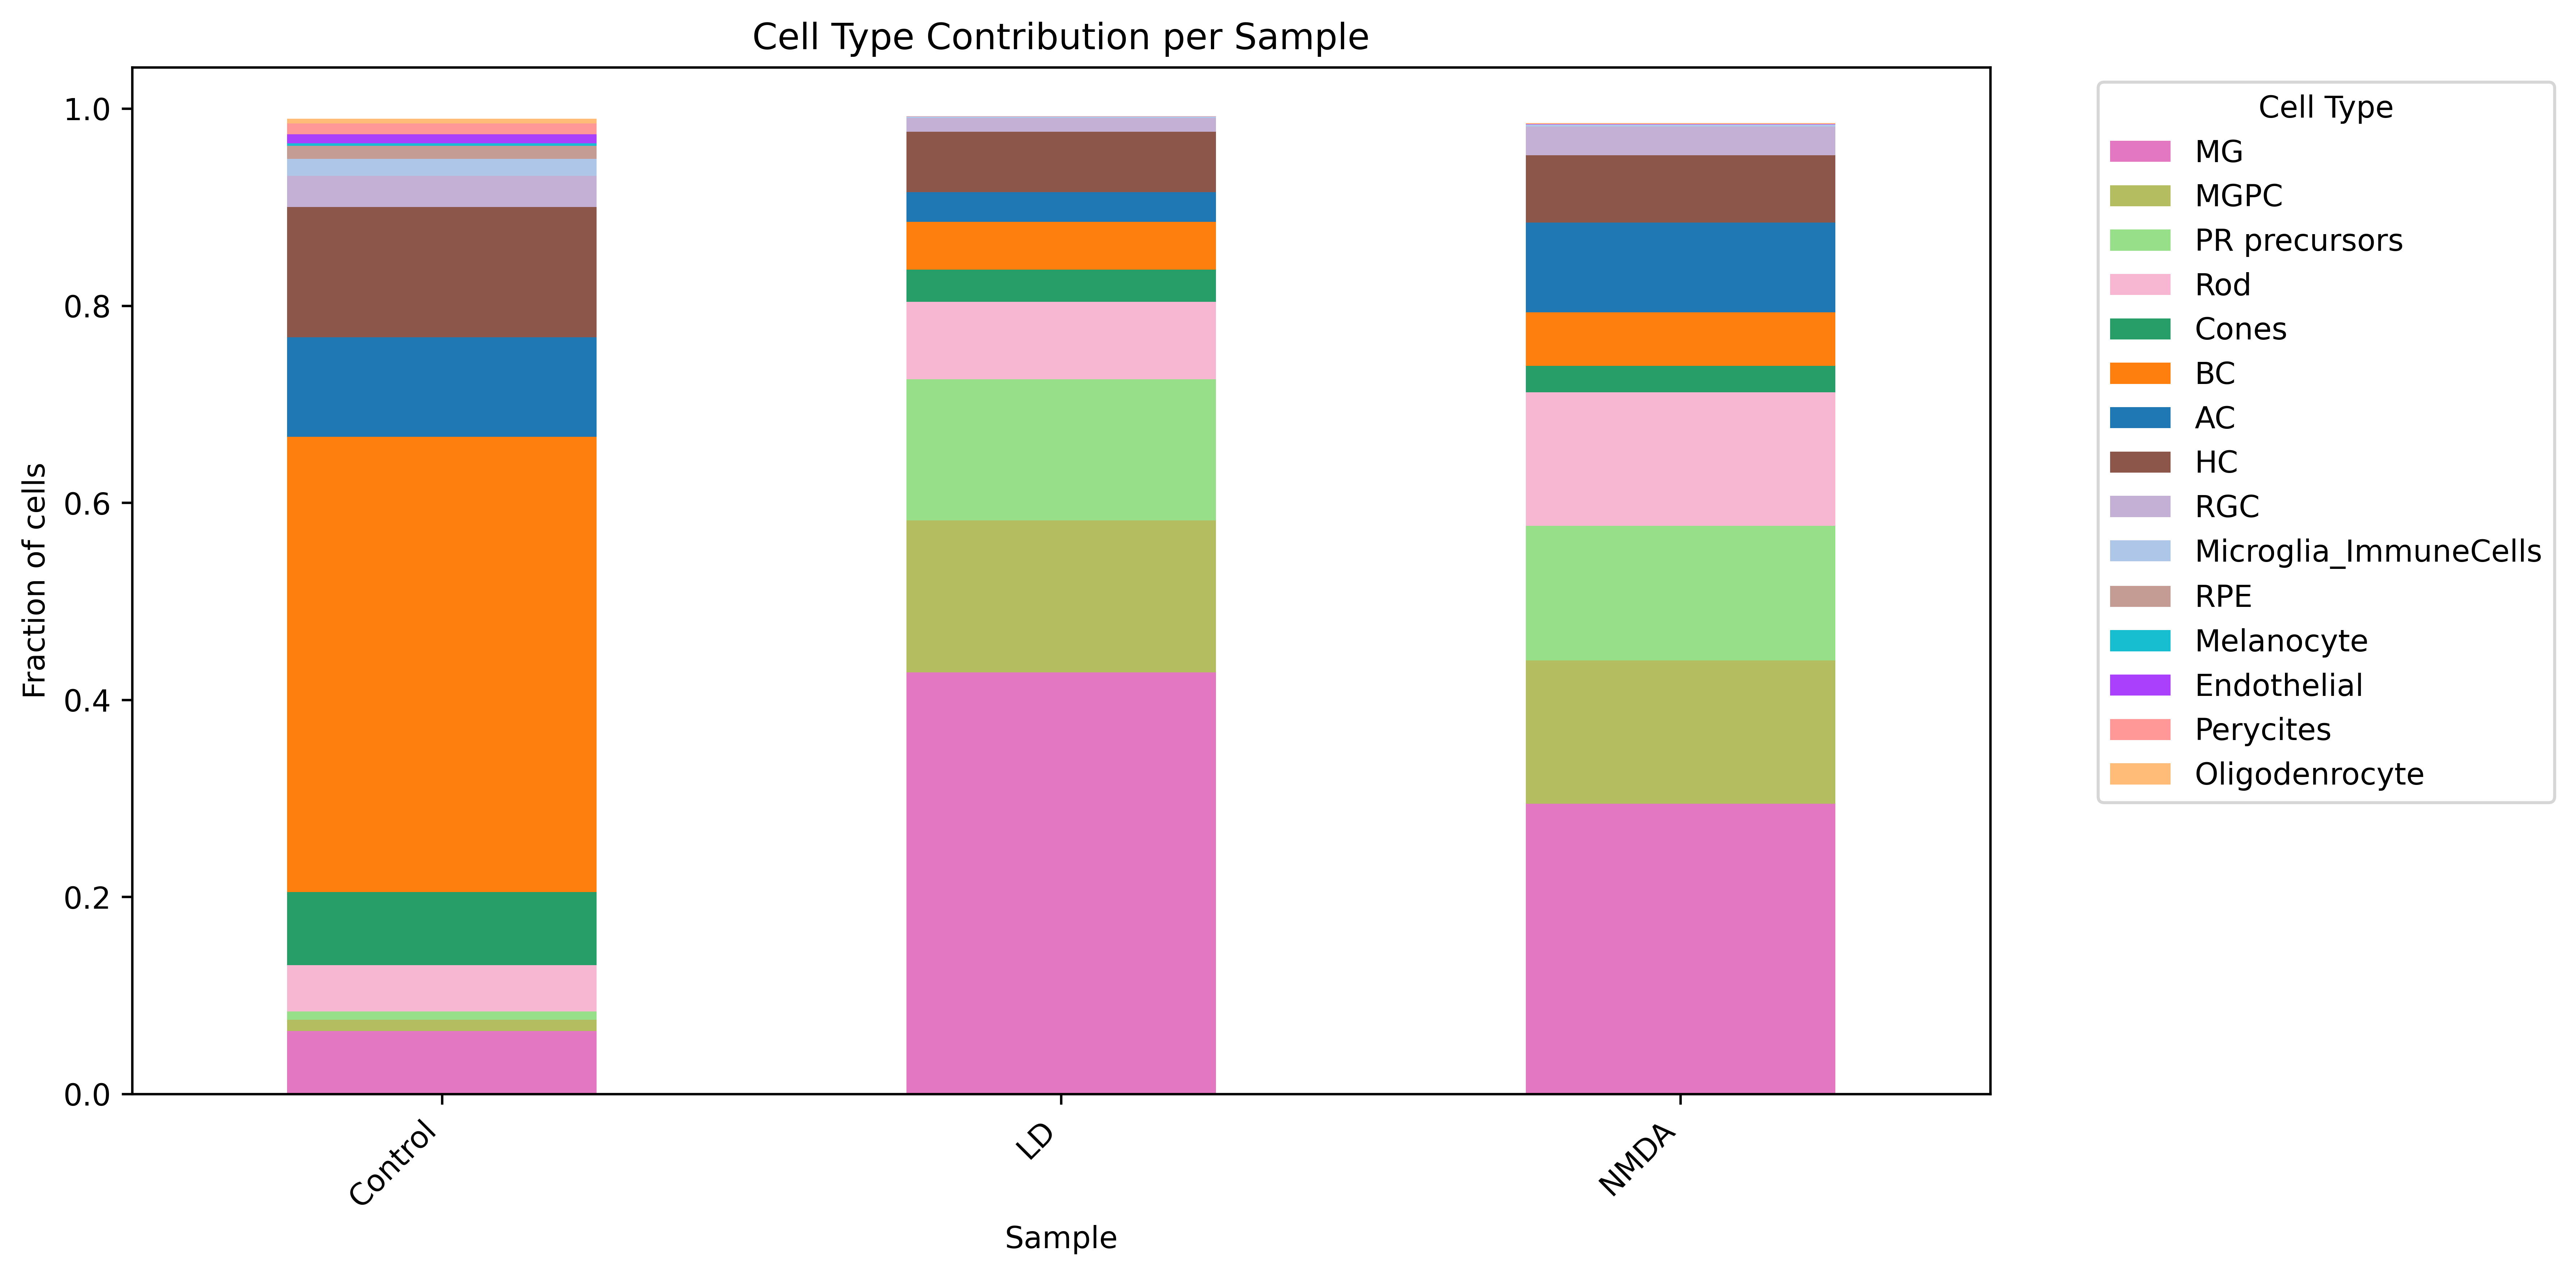 Cell Type Contribution per Sample
1.0
0.8
0.6
0.4
0.2
0.0
Fraction of cells
Control
LD
NMDA
Sample
Cell Type
MG
MGPC
PR precursors
Rod
Cones
BC
AC
HC
RGC
Microglia_ImmuneCells
RPE
Melanocyte
Endothelial
Perycites
Oligodenrocyte